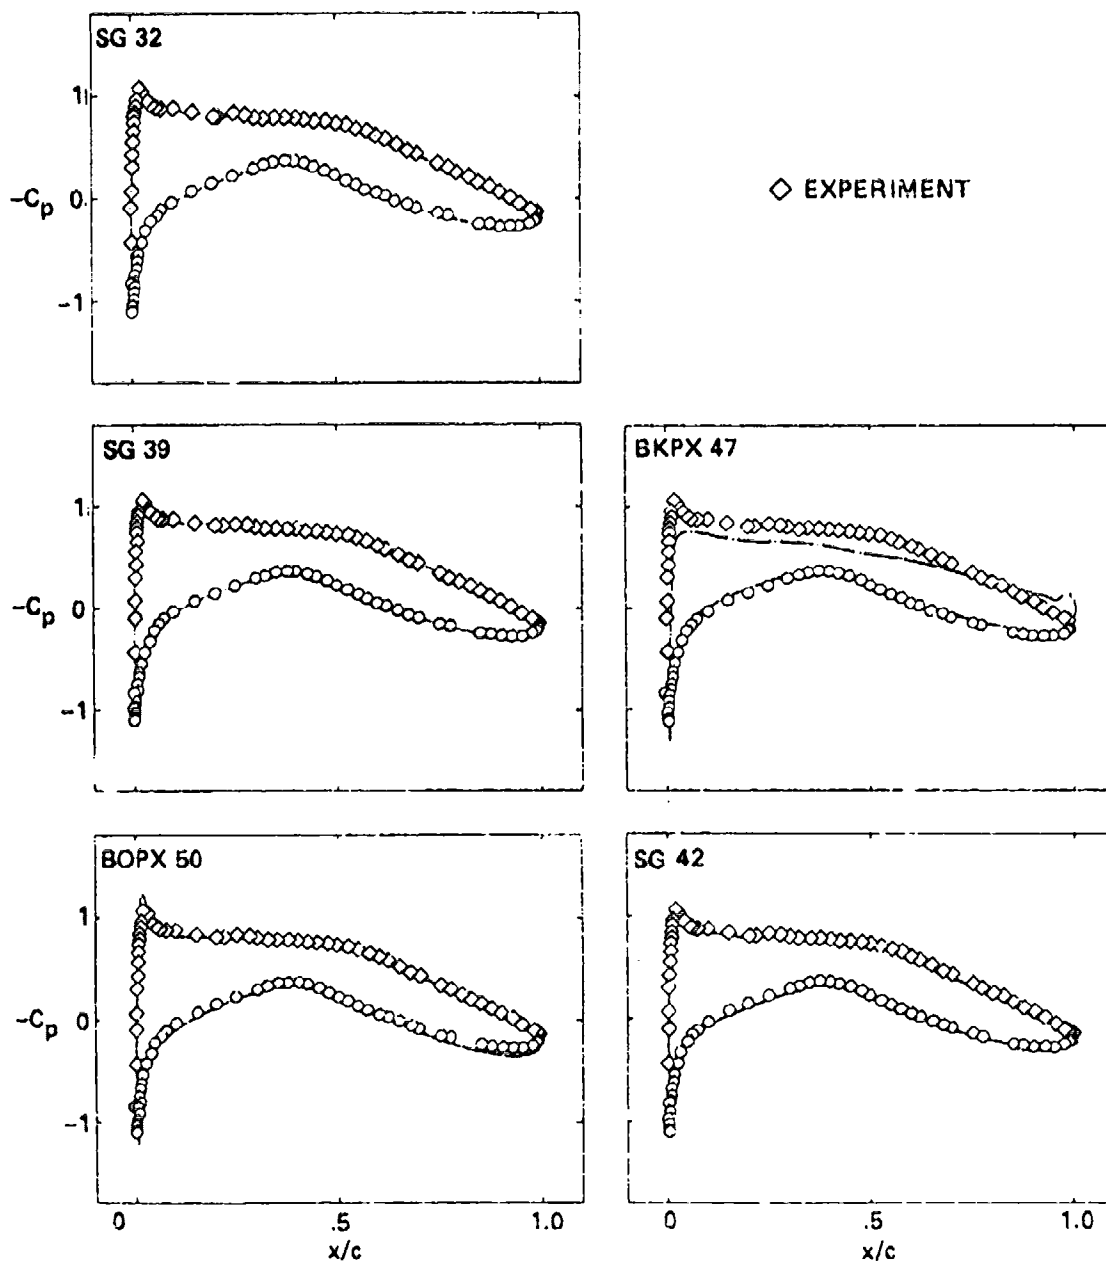 SG 32
1
0
-1
-Cp
◇ EXPERIMENT
SG 39
1
0
-1
-Cp
BKPX 47
BOPX 50
1
0
-1
-Cp
0
.5
1.0
x/c
SG 42
0
.5
1.0
x/c